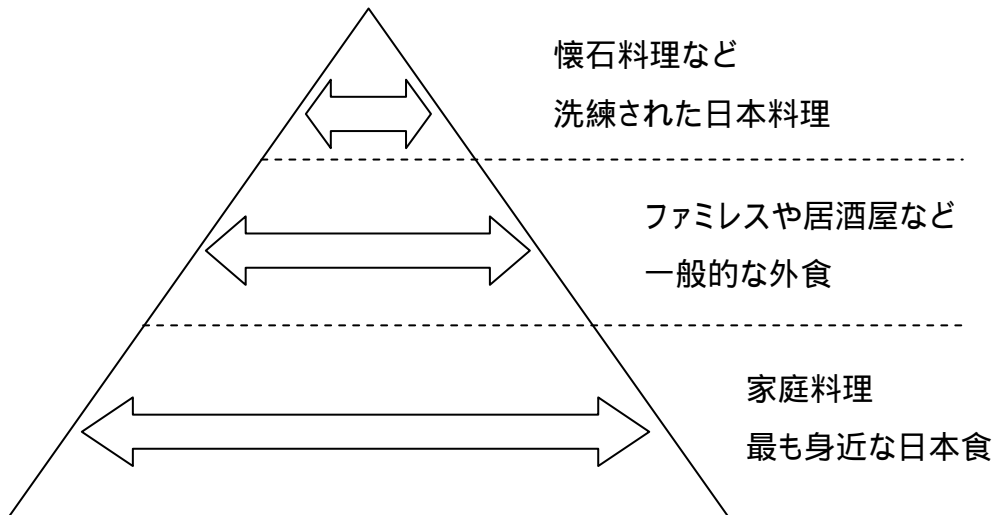 懐石料理など
洗練された日本料理
ファミレスや居酒屋など
一般的な外食
家庭料理
最も身近な日本食